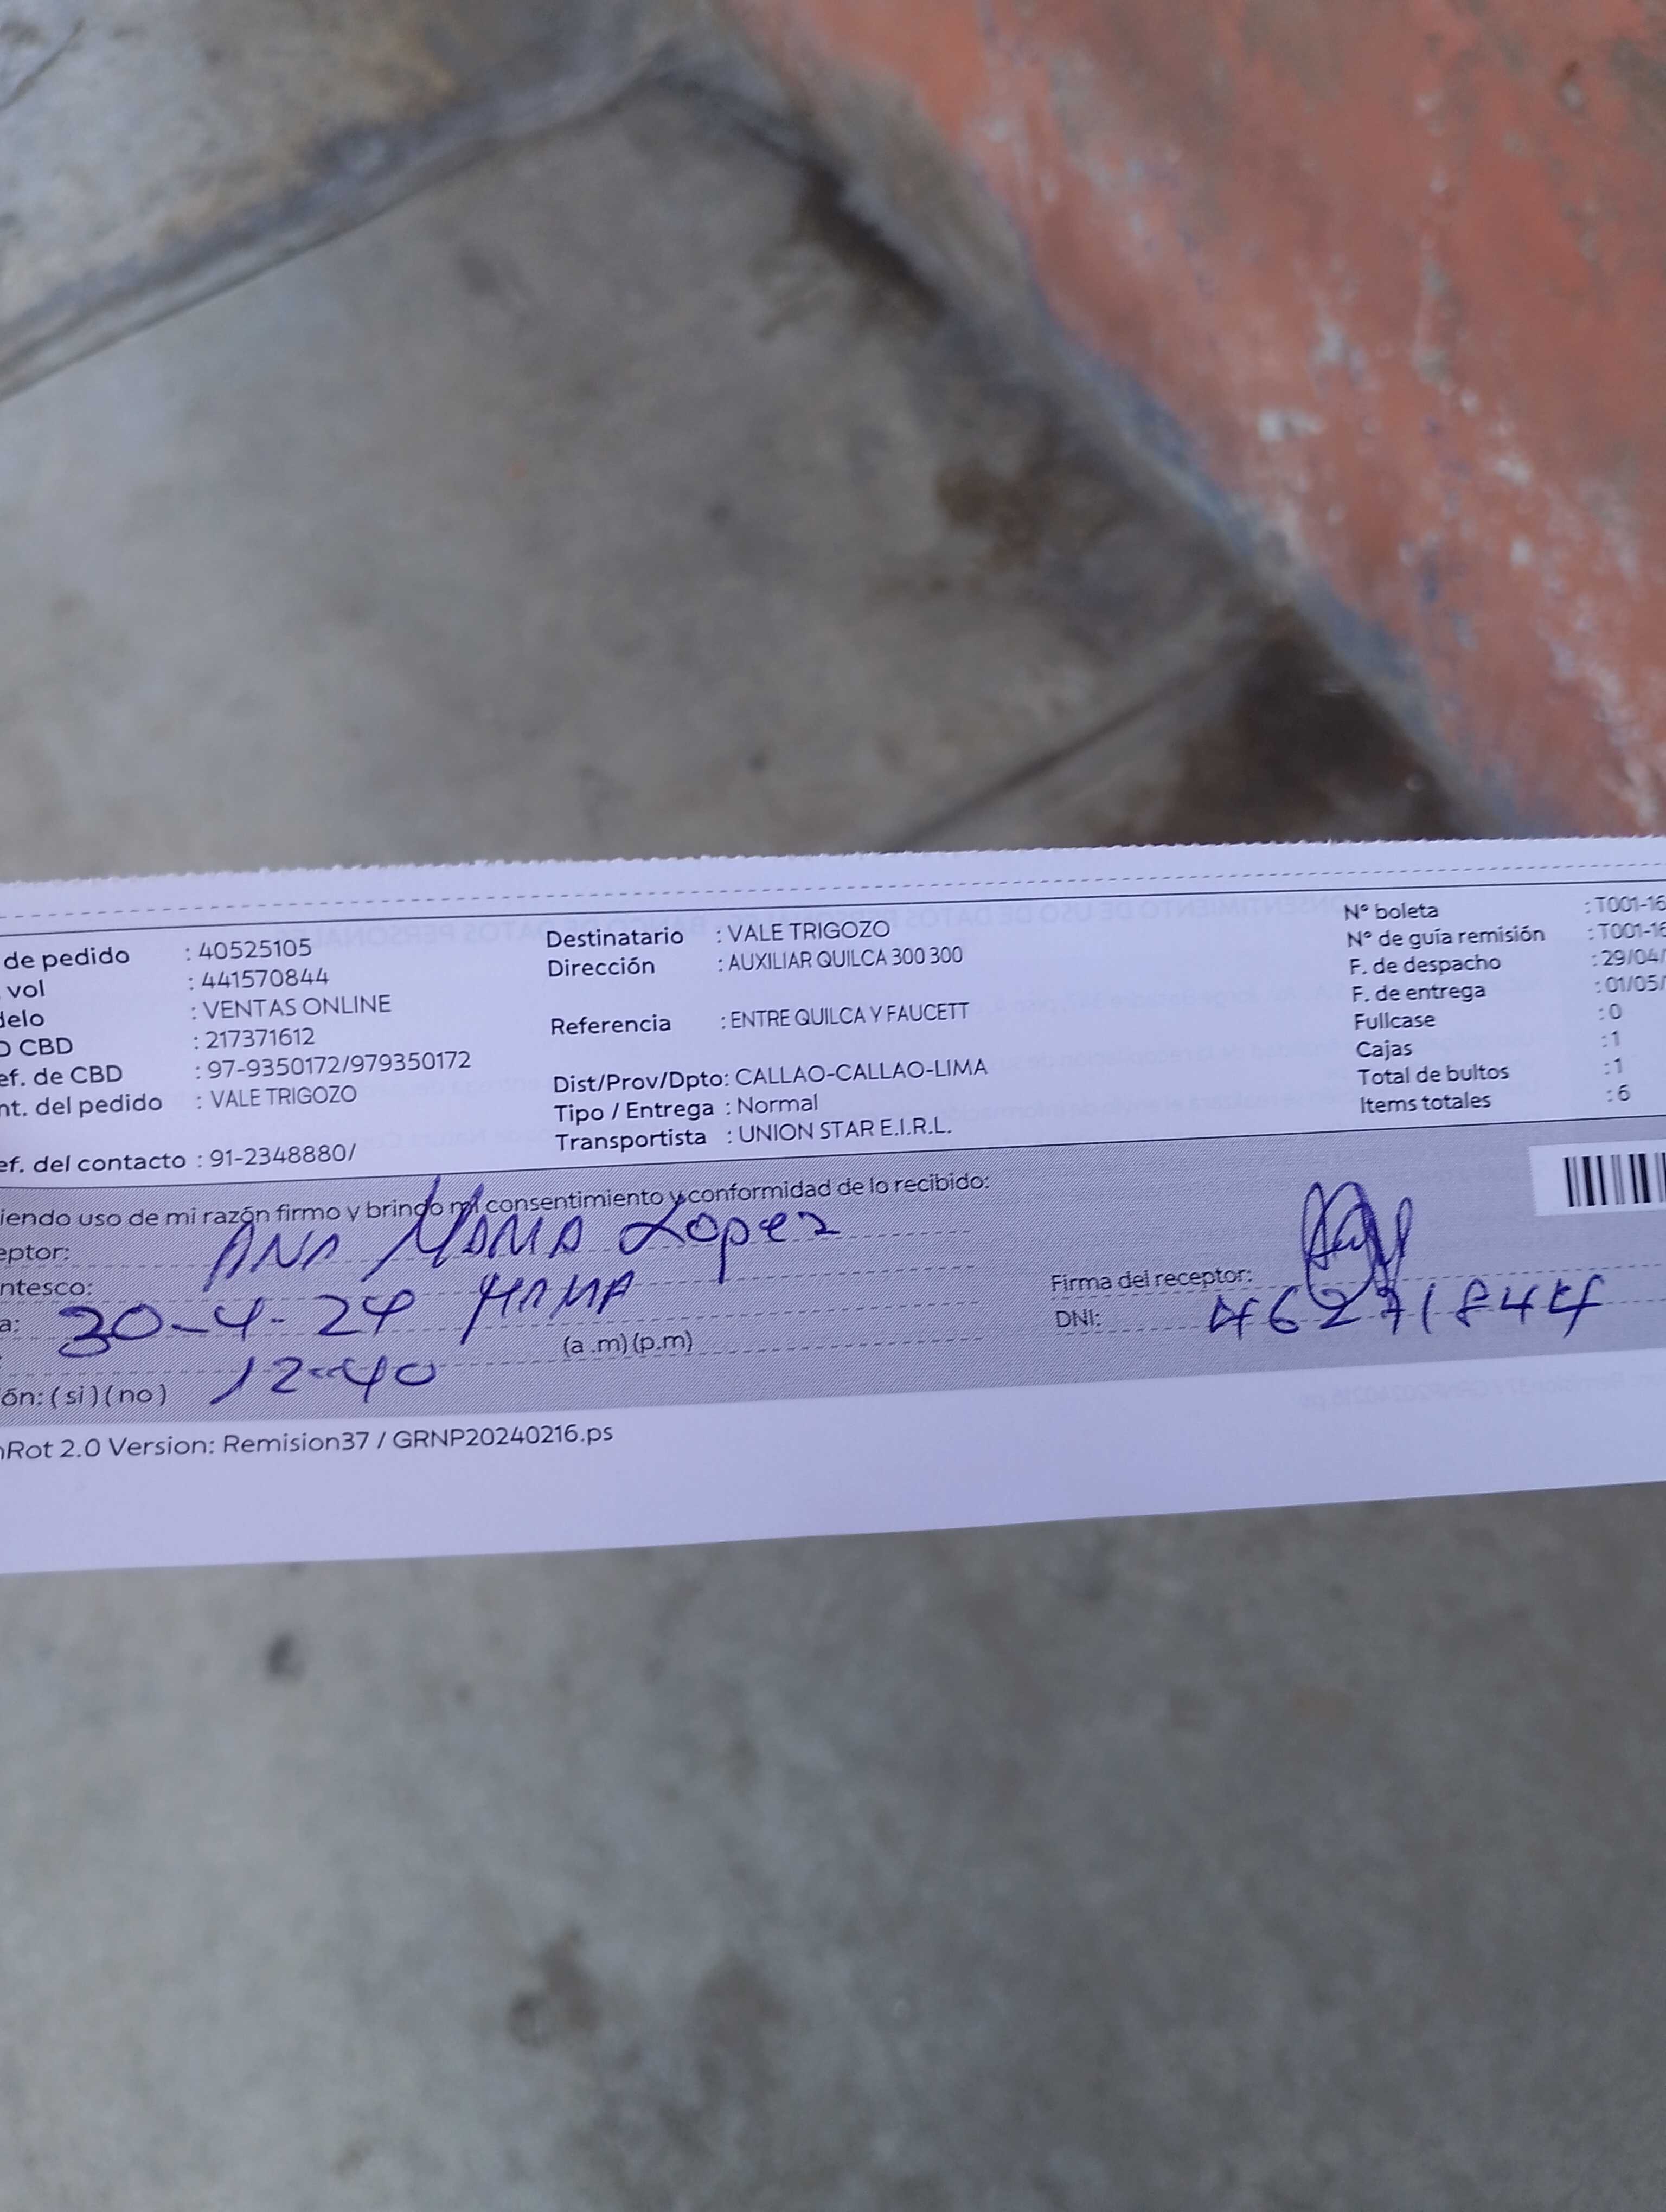 de pedido : 40525105
vol : 441570844
delo : VENTAS ONLINE
O CBD : 217371612
ef. de CBD : 97-9350172/979350172
nt. del pedido : VALE TRIGOZO
ef. del contacto : 91-2348880/
Destinatario : VALE TRIGOZO
Dirección : AUXILIAR QUILCA 300 300
Referencia : ENTRE QUILCA Y FAUCETT
Dist/Prov/Dpto: CALLAO-CALLAO-LIMA
Tipo / Entrega : Normal
Transportista : UNION STAR E.I.R.L.
N° boleta : T001-16
N° de guía remisión : T001-16
F. de despacho : 29/04/
F. de entrega : 01/05/
Fullcase : 0
Cajas : 1
Total de bultos : 1
Items totales : 6
iendo uso de mi razón firmo y brindo mi consentimiento y conformidad de lo recibido:
eptor: ANA MARIA Lopez
ntesco: MAMA
a: 30-4-24
12-40 (a .m) (p.m)
ón: ( si ) ( no )
Firma del receptor:
DNI: 46271844
nRot 2.0 Version: Remision37 / GRNP20240216.ps